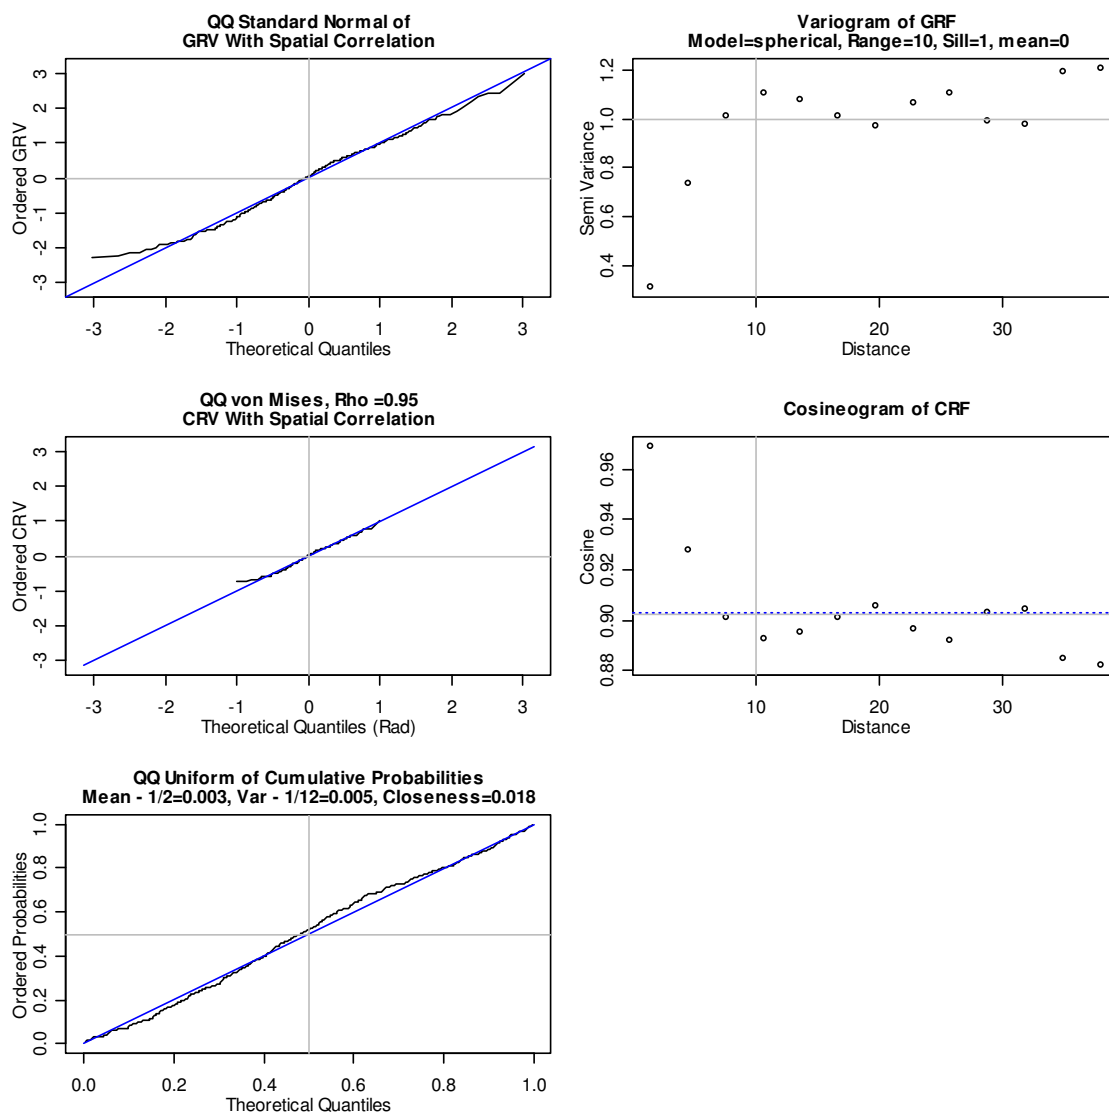 QQ Standard Normal of
GRV With Spatial Correlation
Ordered GRV
3
2
1
0
-1
-2
-3
-3 -2 -1 0 1 2 3
Theoretical Quantiles
Variogram of GRF
Model=spherical, Range=10, Sill=1, mean=0
Semi Variance
1.2
1.0
0.8
0.6
0.4
10 20 30
Distance
QQ von Mises, Rho =0.95
CRV With Spatial Correlation
Ordered CRV
3
2
1
0
-1
-2
-3
-3 -2 -1 0 1 2 3
Theoretical Quantiles (Rad)
Cosineogram of CRF
Cosine
0.96
0.94
0.92
0.90
0.88
10 20 30
Distance
QQ Uniform of Cumulative Probabilities
Mean - 1/2=0.003, Var - 1/12=0.005, Closeness=0.018
Ordered Probabilities
1.0
0.8
0.6
0.4
0.2
0.0
0.0 0.2 0.4 0.6 0.8 1.0
Theoretical Quantiles